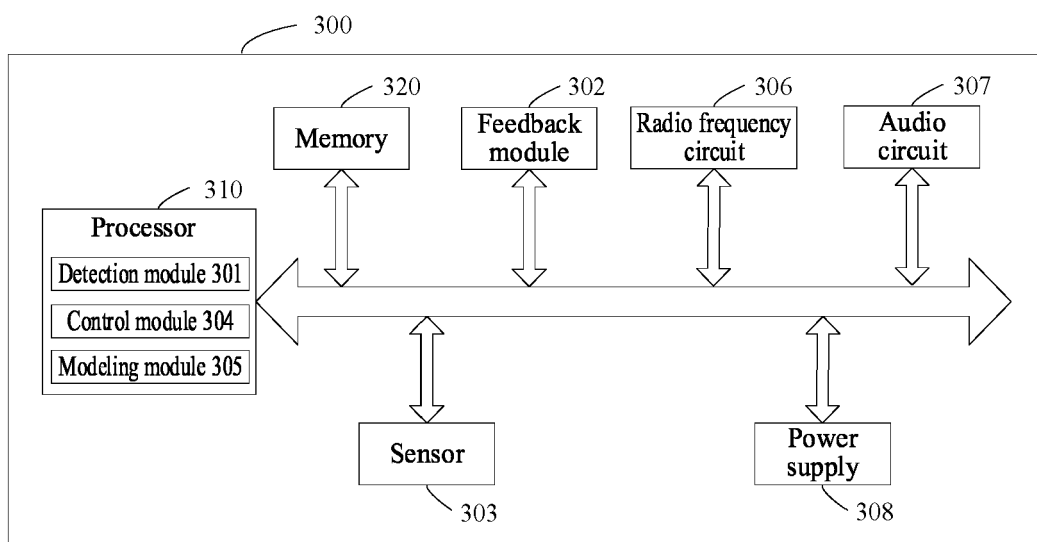 300
320
302
306
307
Memory
Feedback
module
Radio frequency
circuit
Audio
circuit
310
Processor
Detection module 301
Control module 304
Modeling module 305
Sensor
Power
supply
303
308